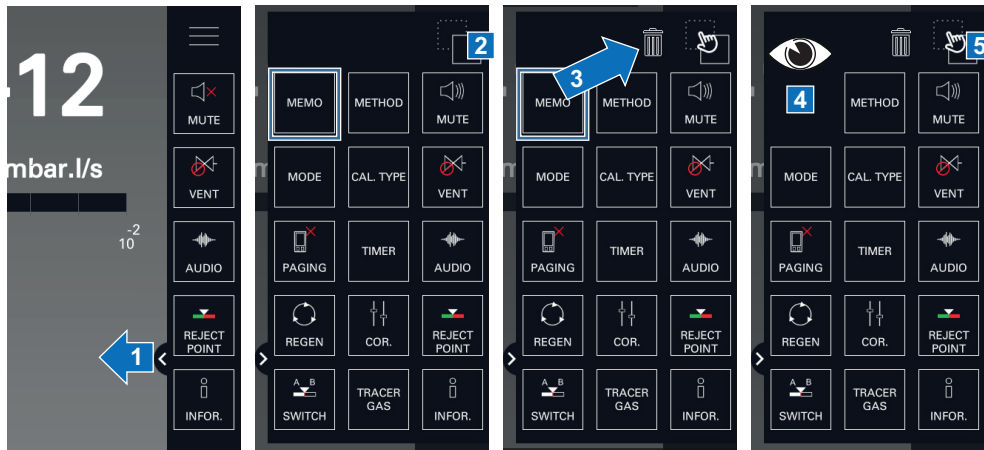 -12
mbar.l/s
-2
10
MUTE
VENT
AUDIO
REJECT
POINT
INFOR.
1
2
MEMO
METHOD
MUTE
MODE
CAL. TYPE
VENT
PAGING
TIMER
AUDIO
REGEN
COR.
REJECT
POINT
A B
SWITCH
TRACER
GAS
INFOR.
3
MEMO
METHOD
MUTE
MODE
CAL. TYPE
VENT
PAGING
TIMER
AUDIO
REGEN
COR.
REJECT
POINT
A B
SWITCH
TRACER
GAS
INFOR.
5
4
METHOD
MUTE
MODE
CAL. TYPE
VENT
PAGING
TIMER
AUDIO
REGEN
COR.
REJECT
POINT
A B
SWITCH
TRACER
GAS
INFOR.